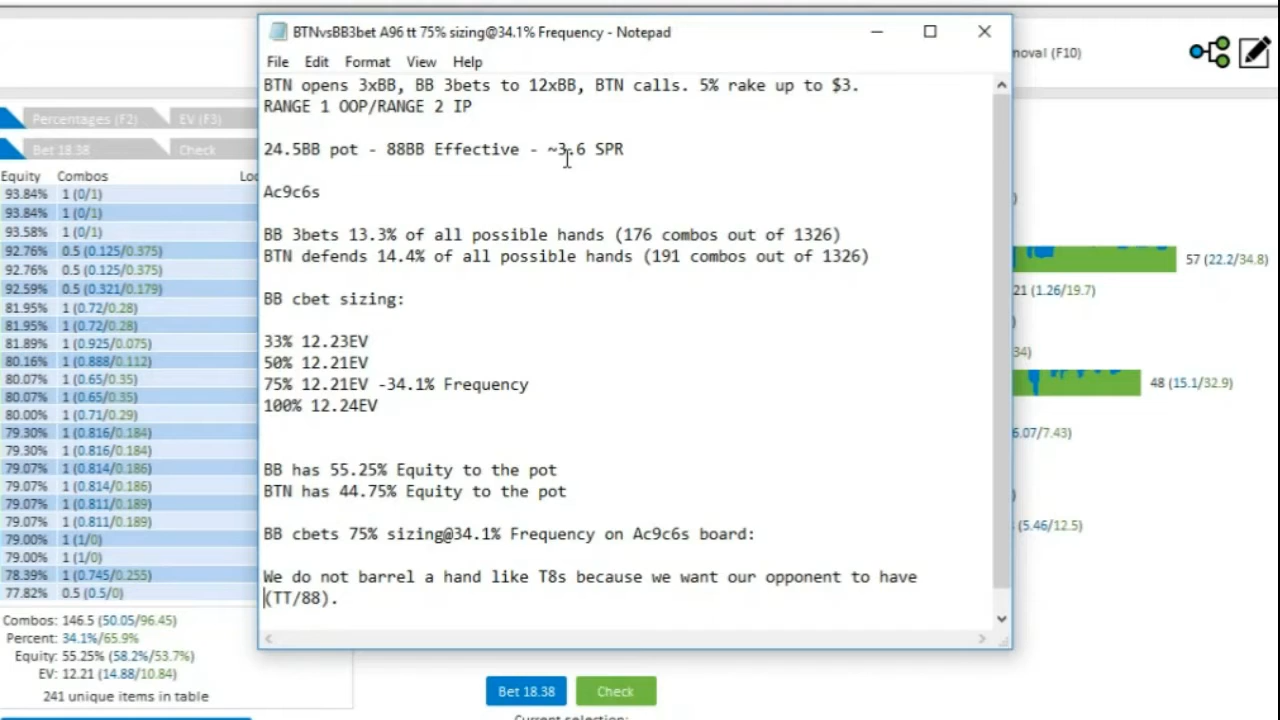 BTNvsBB3bet A96 tt 75% sizing@34.1% Frequency - Notepad
File Edit Format View Help
noval (F10)
BTN opens 3xBB, BB 3bets to 12xBB, BTN calls. 5% rake up to $3.
RANGE 1 OOP/RANGE 2 IP
24.5BB pot - 88BB Effective - ~3.6 SPR
Ac9c6s
BB 3bets 13.3% of all possible hands (176 combos out of 1326)
BTN defends 14.4% of all possible hands (191 combos out of 1326)
BB cbet sizing:
33% 12.23EV
50% 12.21EV
75% 12.21EV -34.1% Frequency
100% 12.24EV
BB has 55.25% Equity to the pot
BTN has 44.75% Equity to the pot
BB cbets 75% sizing@34.1% Frequency on Ac9c6s board:
We do not barrel a hand like T8s because we want our opponent to have
(TT/88).
Percentages (F2) EV (F3)
Bet 18.38 Check
Equity Combos Loc
93.84% 1 (0/1)
93.84% 1 (0/1)
93.58% 1 (0/1)
92.76% 0.5 (0.125/0.375)
92.76% 0.5 (0.125/0.375)
92.59% 0.5 (0.321/0.179)
81.95% 1 (0.72/0.28)
81.95% 1 (0.72/0.28)
81.89% 1 (0.925/0.075)
80.16% 1 (0.888/0.112)
80.07% 1 (0.65/0.35)
80.07% 1 (0.65/0.35)
80.00% 1 (0.71/0.29)
79.30% 1 (0.816/0.184)
79.30% 1 (0.816/0.184)
79.07% 1 (0.814/0.186)
79.07% 1 (0.814/0.186)
79.07% 1 (0.811/0.189)
79.07% 1 (0.811/0.189)
79.00% 1 (1/0)
79.00% 1 (1/0)
78.39% 1 (0.745/0.255)
77.82% 0.5 (0.5/0)
Combos: 146.5 (50.05/96.45)
Percent: 34.1%/65.9%
Equity: 55.25% (58.2%/53.7%)
EV: 12.21 (14.88/10.84)
241 unique items in table
57 (22.2/34.8)
21 (1.26/19.7)
34)
48 (15.1/32.9)
6.07/7.43)
(5.46/12.5)
Bet 18.38 Check
Current selection: